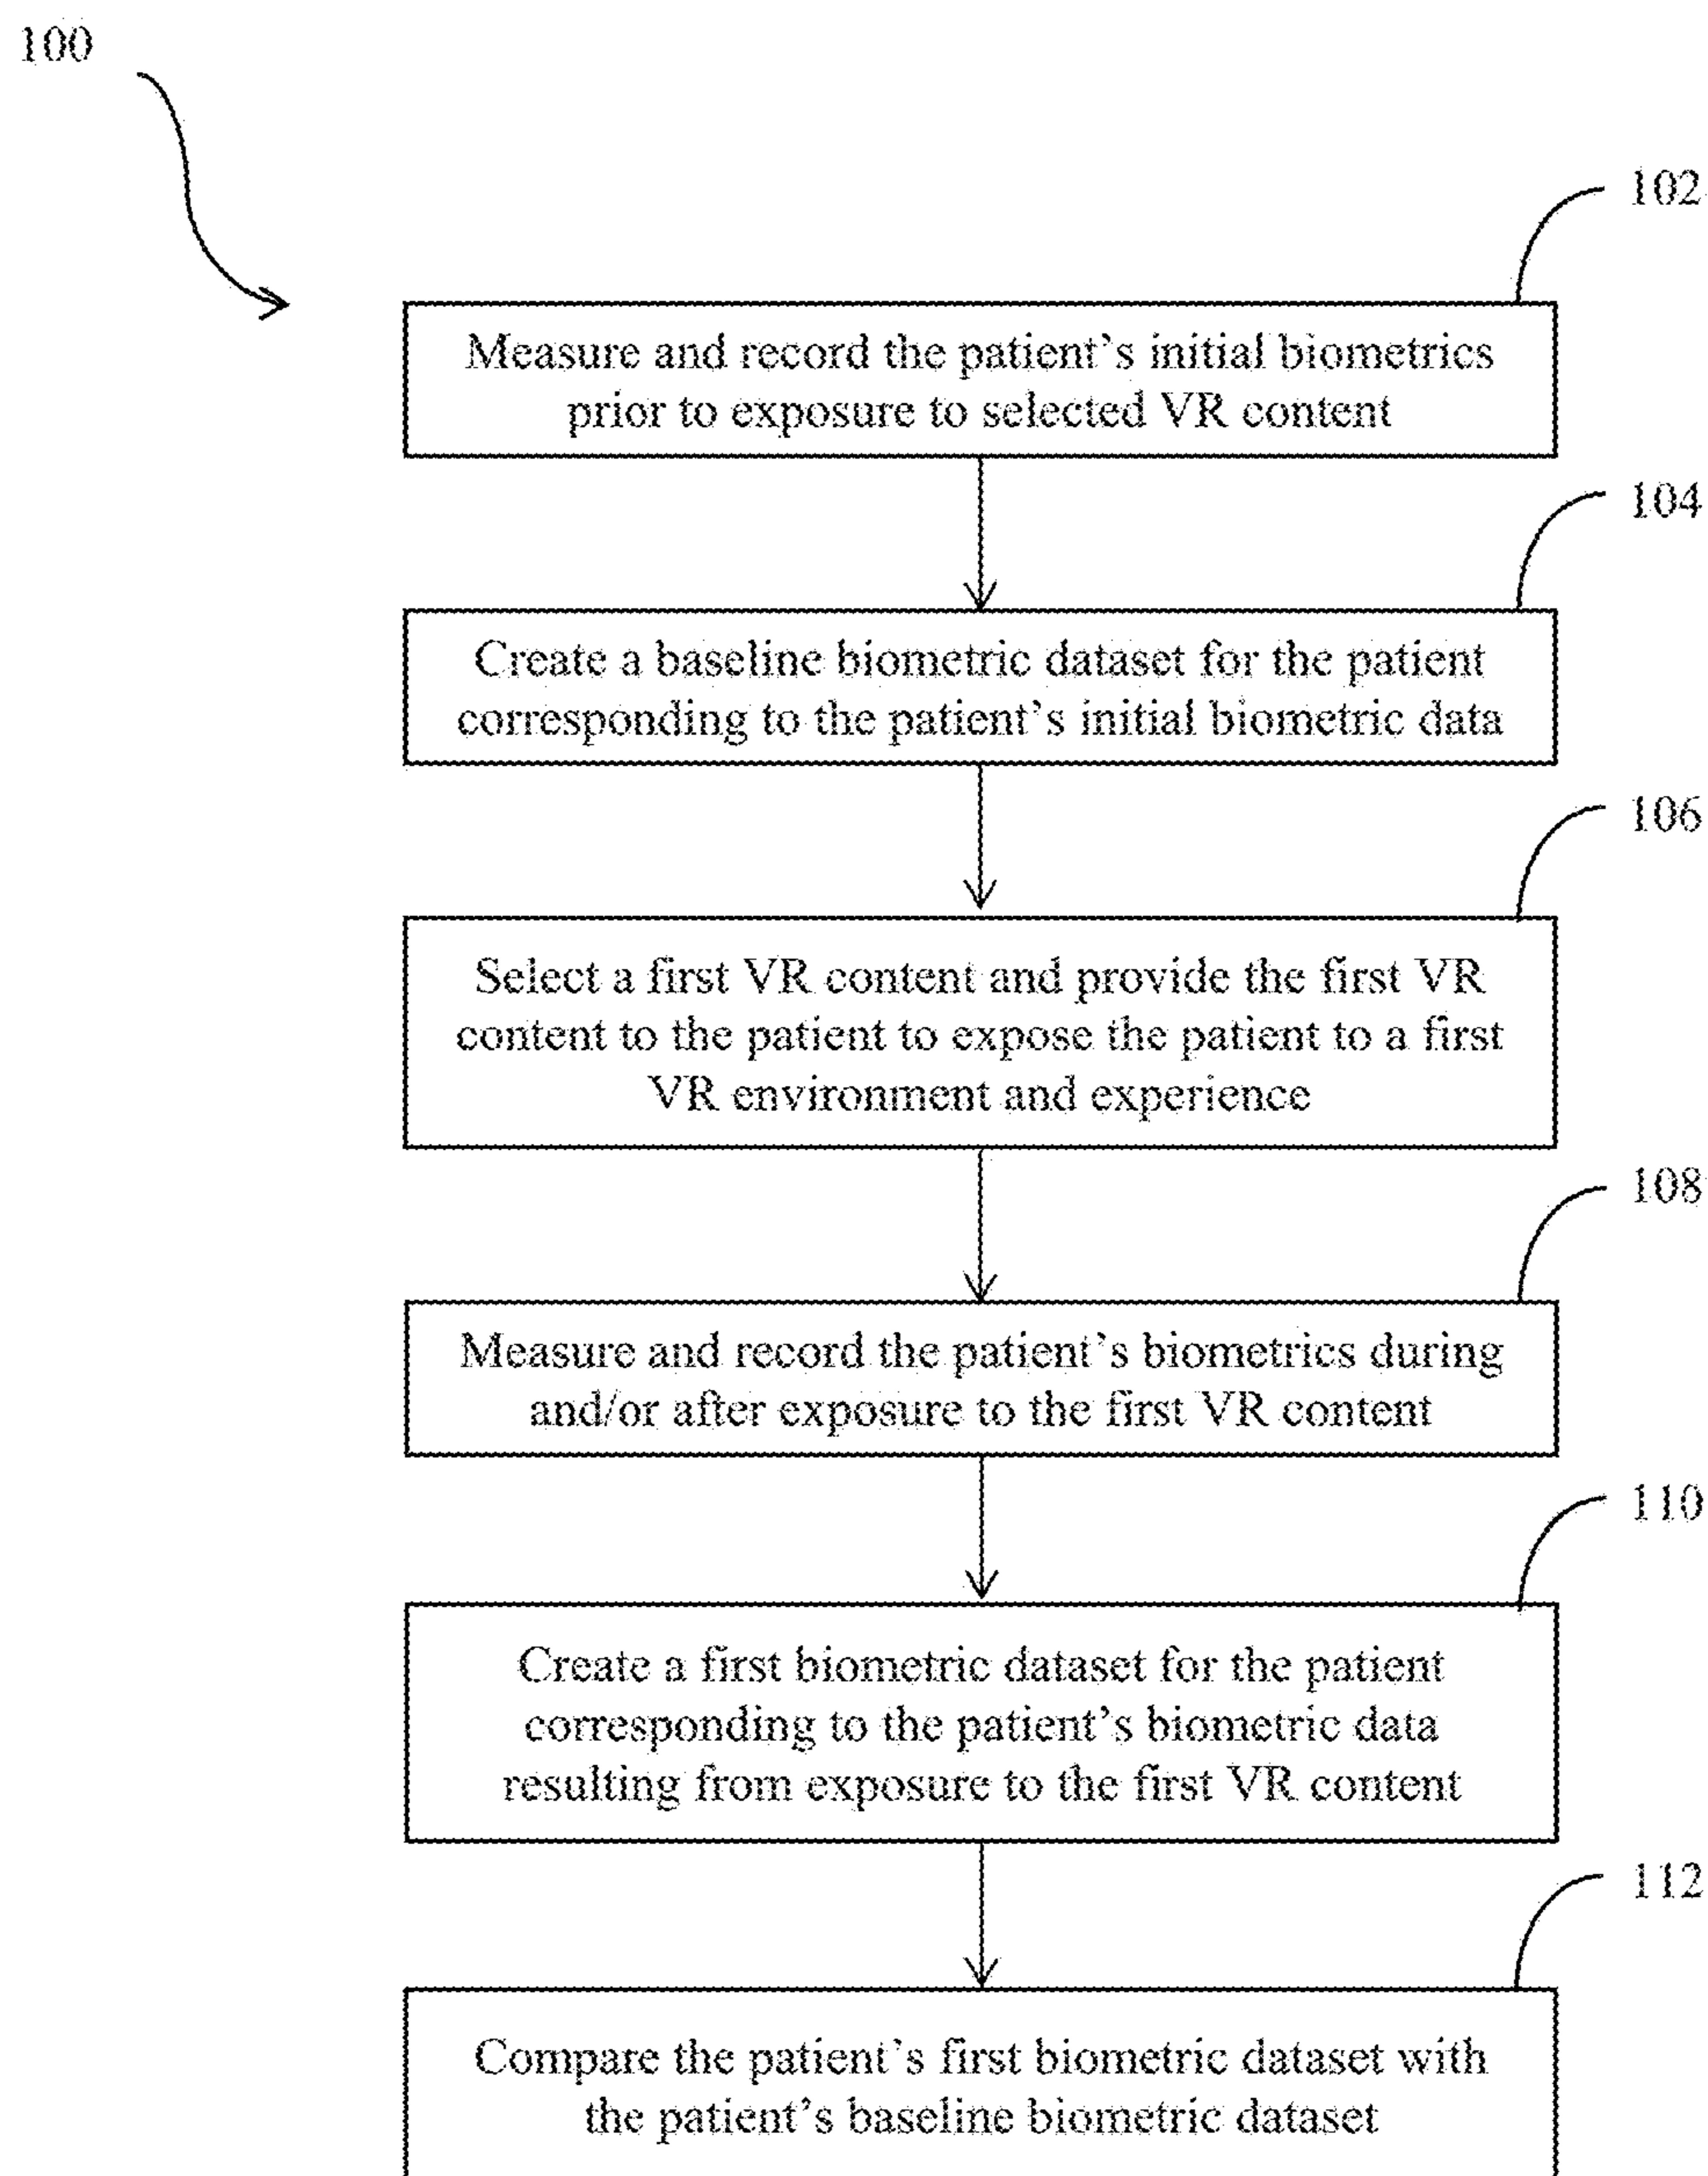 100
102
Measure and record the patient's initial biometrics
prior to exposure to selected VR content
104
Create a baseline biometric dataset for the patient
corresponding to the patient's initial biometric data
106
Select a first VR content and provide the first VR
content to the patient to expose the patient to a first
VR environment and experience
108
Measure and record the patient's biometrics during
and/or after exposure to the first VR content
110
Create a first biometric dataset for the patient
corresponding to the patient's biometric data
resulting from exposure to the first VR content
112
Compare the patient's first biometric dataset with
the patient's baseline biometric dataset